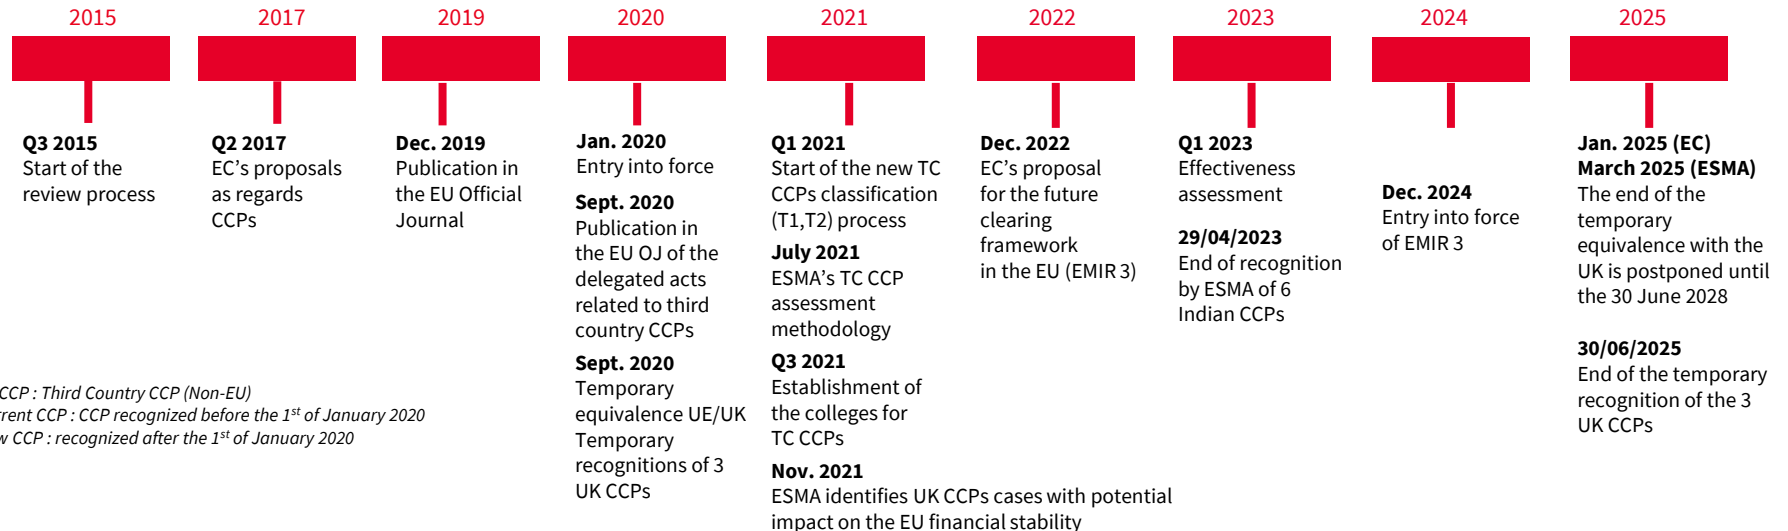 2015
2017
2019
2020
2021
2022
2023
2024
2025
Q3 2015
Start of the
review process
Q2 2017
EC's proposals
as regards
CCPs
Dec. 2019
Publication in
the EU Official
Journal
Jan. 2020
Entry into force
Sept. 2020
Publication in
the EU OJ of the
delegated acts
related to third
country CCPs
Sept. 2020
Temporary
equivalence UE/UK
Temporary
recognitions of 3
UK CCPs
Q1 2021
Start of the new TC
CCPs classification
(T1,T2) process
July 2021
ESMA's TC CCP
assessment
methodology
Q3 2021
Establishment of
the colleges for
TC CCPs
Nov. 2021
ESMA identifies UK CCPs cases with potential
impact on the EU financial stability
Dec. 2022
EC's proposal
for the future
clearing
framework
in the EU (EMIR 3)
Q1 2023
Effectiveness
assessment
29/04/2023
End of recognition
by ESMA of 6
Indian CCPs
Dec. 2024
Entry into force
of EMIR 3
Jan. 2025 (EC)
March 2025 (ESMA)
The end of the
temporary
equivalence with the
UK is postponed until
the 30 June 2028
30/06/2025
End of the temporary
recognition of the 3
UK CCPs
CCP : Third Country CCP (Non-EU)
CCP : CCP recognized before the 1st of January 2020
CCP : recognized after the 1st of January 2020